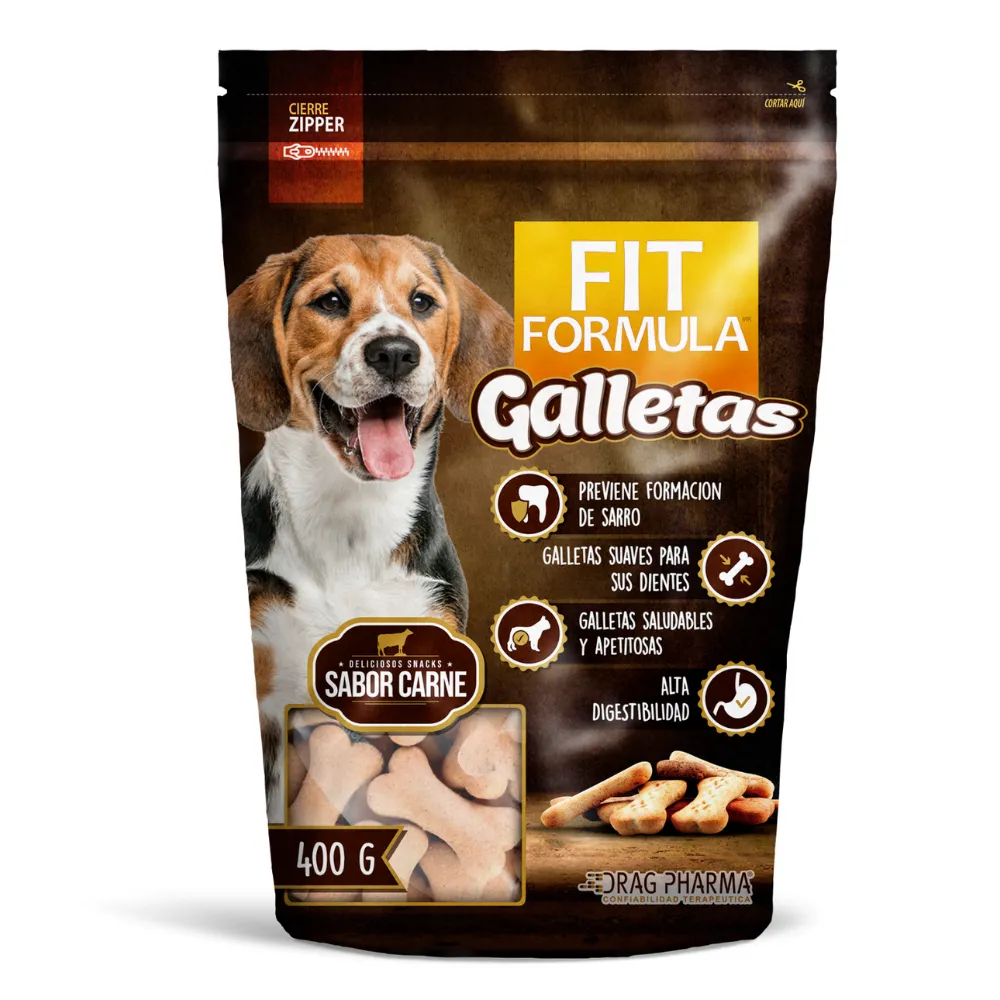 CIERRE
ZIPPER
CORTAR AQUÍ
FIT
FORMULA
MR
Galletas
PREVIENE FORMACION
DE SARRO
GALLETAS SUAVES PARA
SUS DIENTES
GALLETAS SALUDABLES
Y APETITOSAS
ALTA
DIGESTIBILIDAD
DELICIOSOS SNACKS
SABOR CARNE
400 G
DRAG PHARMA
CONFIABILIDAD TERAPEUTICA